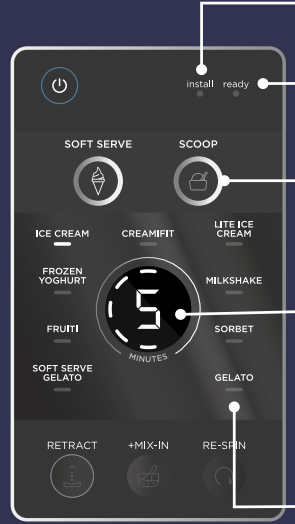 install ready
SOFT SERVE SCOOP
ICE CREAM CREAMIFIT LITE ICE
CREAM
FROZEN
YOGHURT MILKSHAKE
5
FRUITI SORBET
MINUTES
SOFT SERVE
GELATO GELATO
RETRACT +MIX-IN RE-SPIN